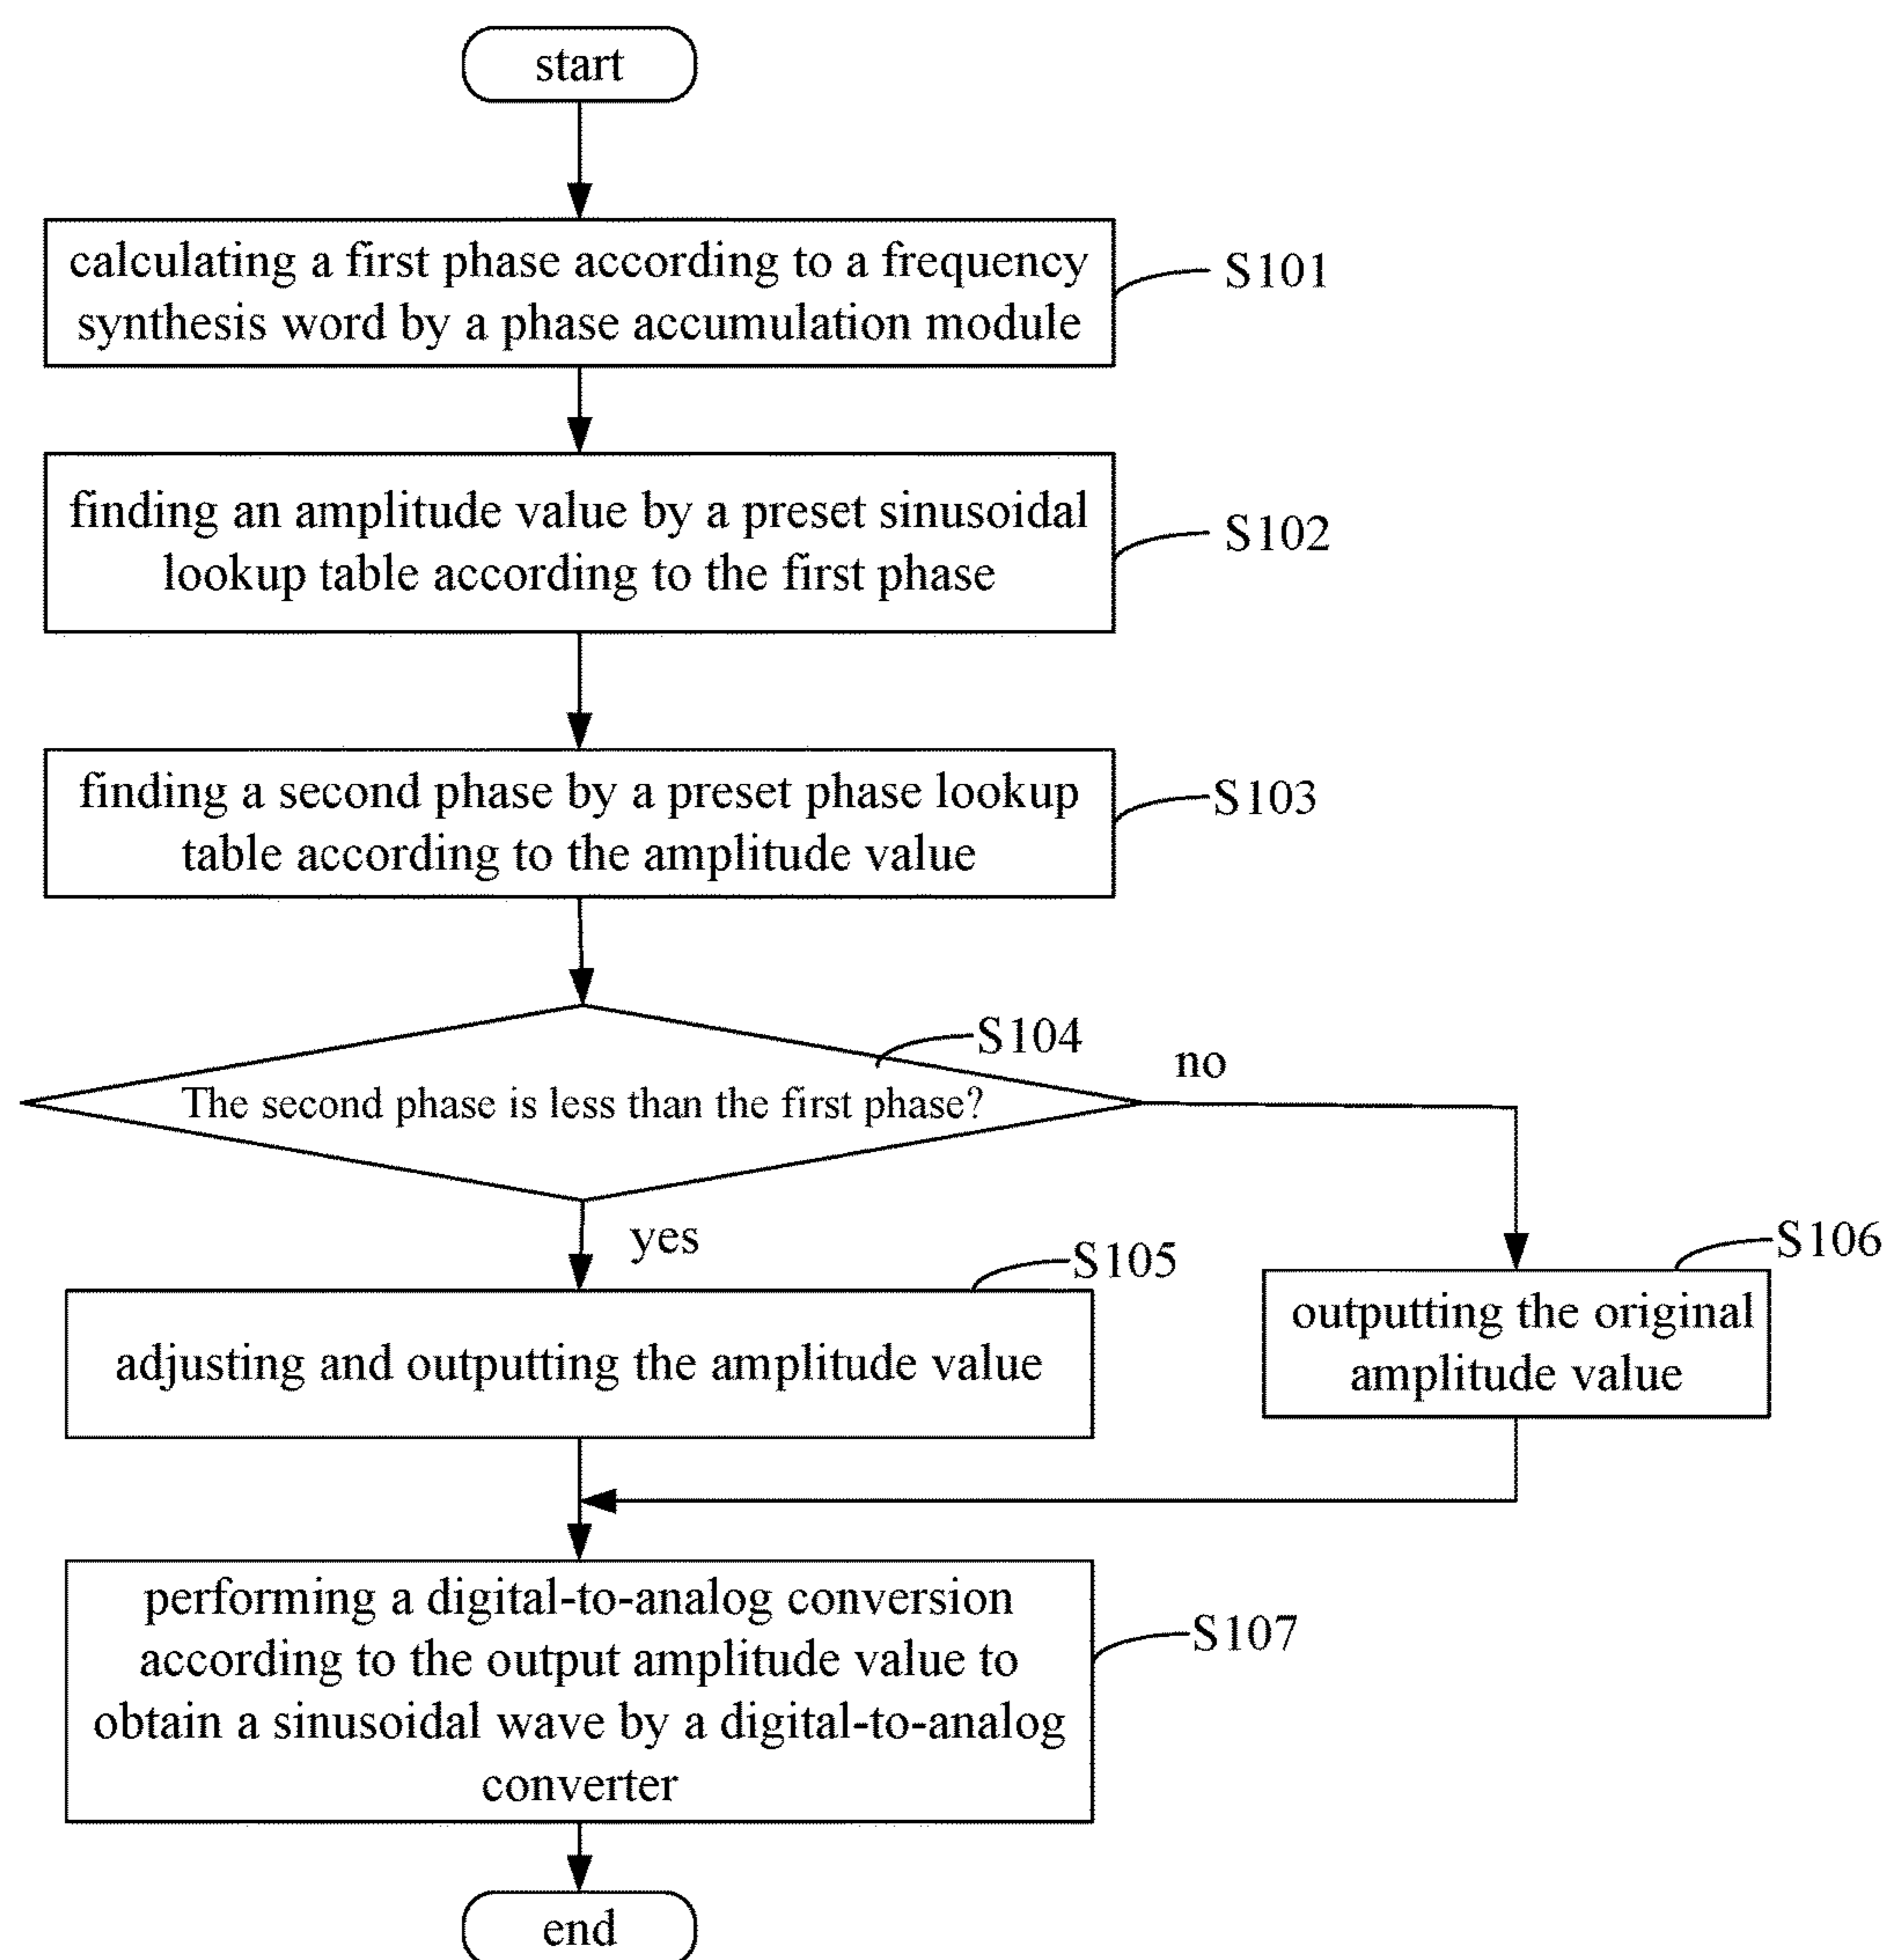 start
calculating a first phase according to a frequency
synthesis word by a phase accumulation module
S101
finding an amplitude value by a preset sinusoidal
lookup table according to the first phase
S102
finding a second phase by a preset phase lookup
table according to the amplitude value
S103
S104
The second phase is less than the first phase?
no
yes
S105
adjusting and outputting the amplitude value
S106
outputting the original
amplitude value
performing a digital-to-analog conversion
according to the output amplitude value to
obtain a sinusoidal wave by a digital-to-analog
converter
S107
end